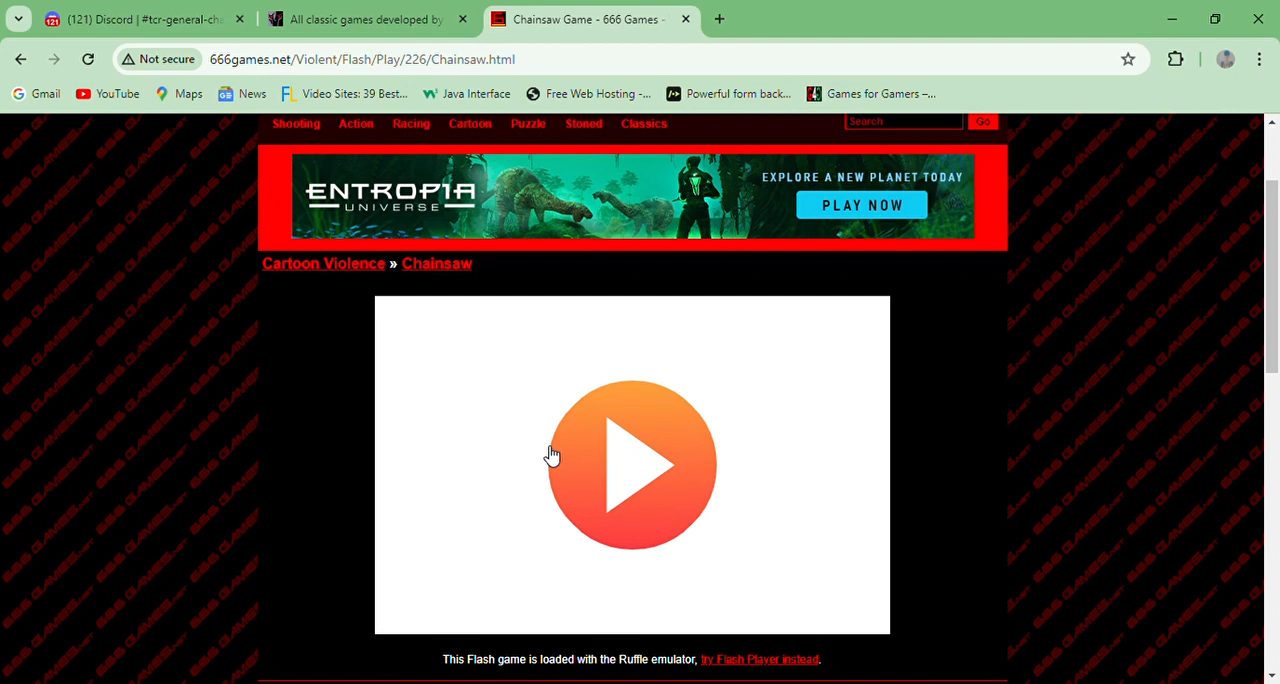 (121) Discord | #tcr-general-cha
All classic games developed by
Chainsaw Game - 666 Games -
Not secure
666games.net/Violent/Flash/Play/226/Chainsaw.html
Gmail
YouTube
Maps
News
Video Sites: 39 Best...
Java Interface
Free Web Hosting -...
Powerful form back...
Games for Gamers –...
Shooting Action Racing Cartoon Puzzle Stoned Classics
Search
Go
ENTROPIA
UNIVERSE
EXPLORE A NEW PLANET TODAY
PLAY NOW
Cartoon Violence » Chainsaw
This Flash game is loaded with the Ruffle emulator, try Flash Player instead.